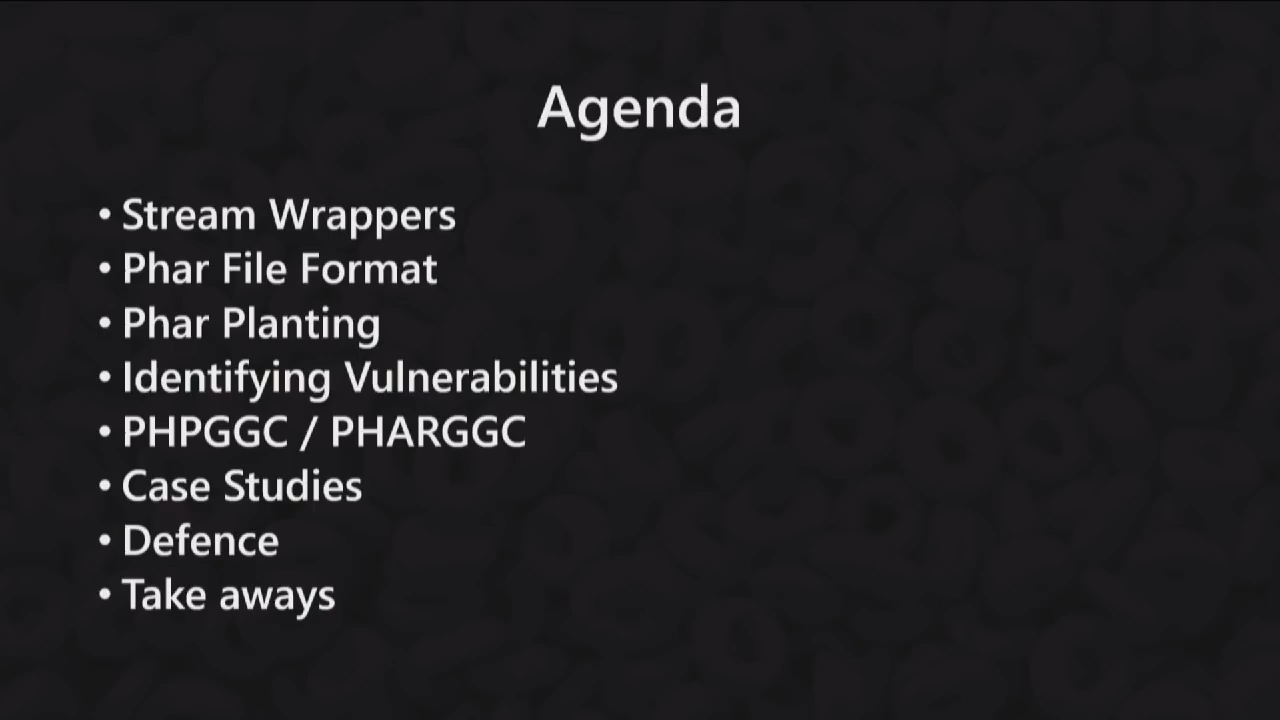 Agenda
• Stream Wrappers
• Phar File Format
• Phar Planting
• Identifying Vulnerabilities
• PHPGGC / PHARGGC
• Case Studies
• Defence
• Take aways